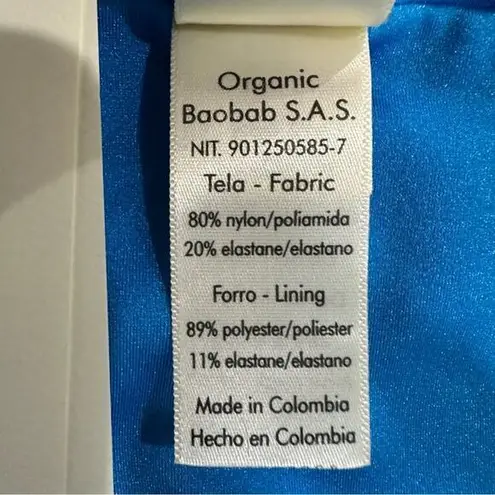 Organic
Baobab S.A.S.
NIT. 901250585-7
Tela - Fabric
80% nylon/poliamida
20% elastane/elastano
Forro - Lining
89% polyester/poliester
11% elastane/elastano
Made in Colombia
Hecho en Colombia